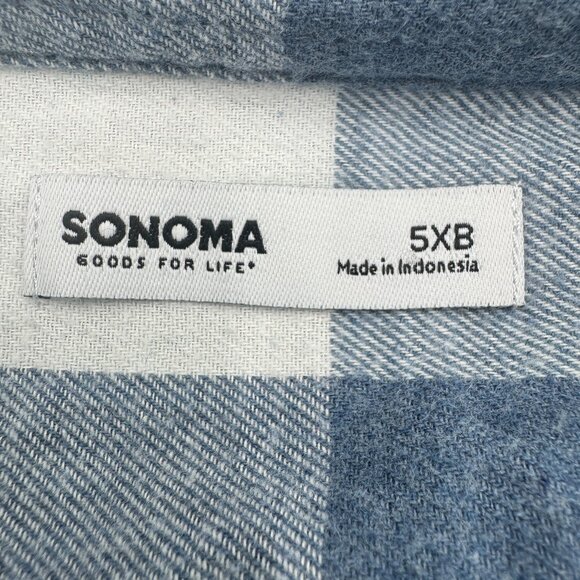 SONOMA
GOODS FOR LIFE+
5XB
Made in Indonesia